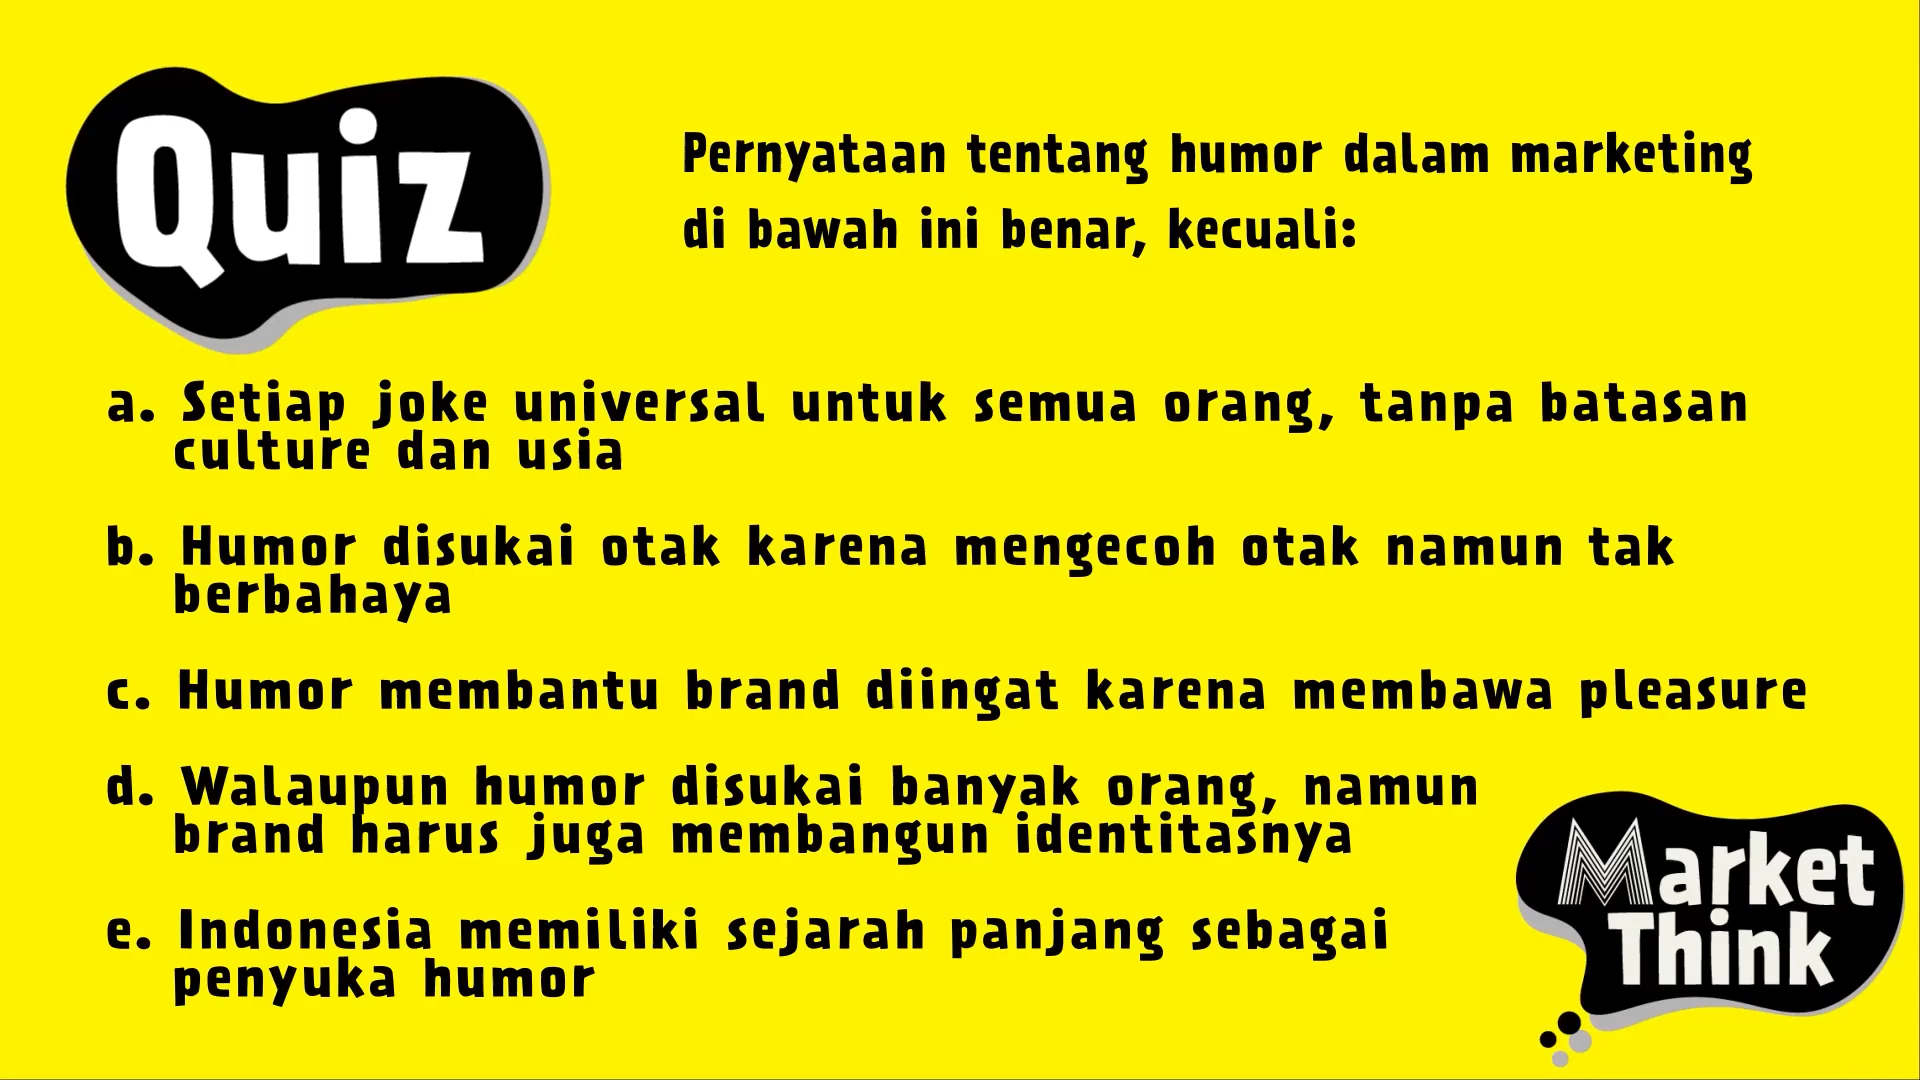 Quiz
Pernyataan tentang humor dalam marketing
di bawah ini benar, kecuali:
a. Setiap joke universal untuk semua orang, tanpa batasan
culture dan usia
b. Humor disukai otak karena mengecoh otak namun tak
berbahaya
c. Humor membantu brand diingat karena membawa pleasure
d. Walaupun humor disukai banyak orang, namun
brand harus juga membangun identitasnya
e. Indonesia memiliki sejarah panjang sebagai
penyuka humor
Market
Think